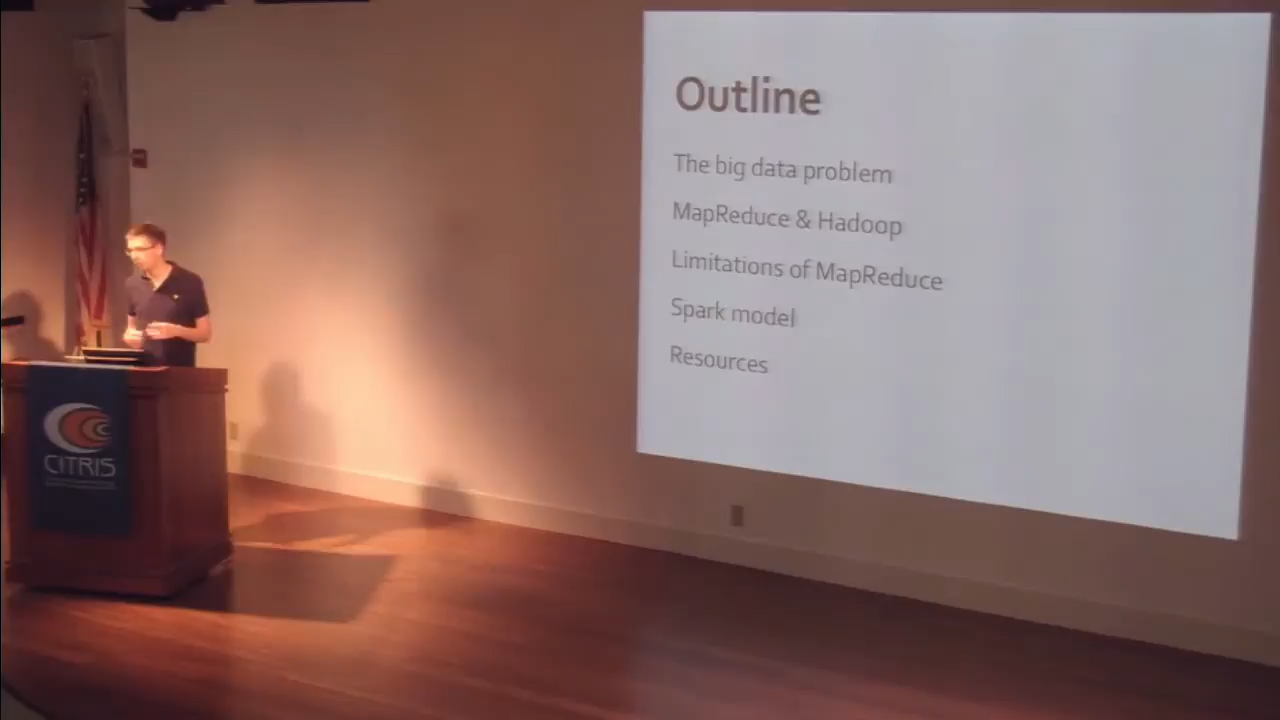 Outline
The big data problem
MapReduce & Hadoop
Limitations of MapReduce
Spark model
Resources
CITRIS